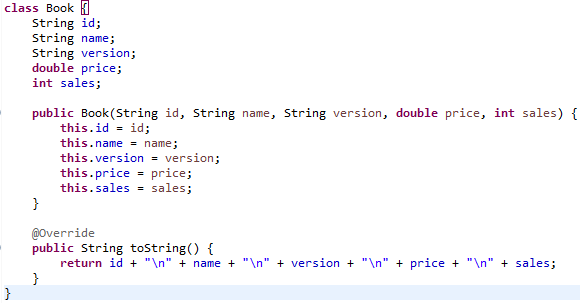 class Book {
    String id;
    String name;
    String version;
    double price;
    int sales;

    public Book(String id, String name, String version, double price, int sales) {
        this.id = id;
        this.name = name;
        this.version = version;
        this.price = price;
        this.sales = sales;
    }

    @Override
    public String toString() {
        return id + "\n" + name + "\n" + version + "\n" + price + "\n" + sales;
    }
}